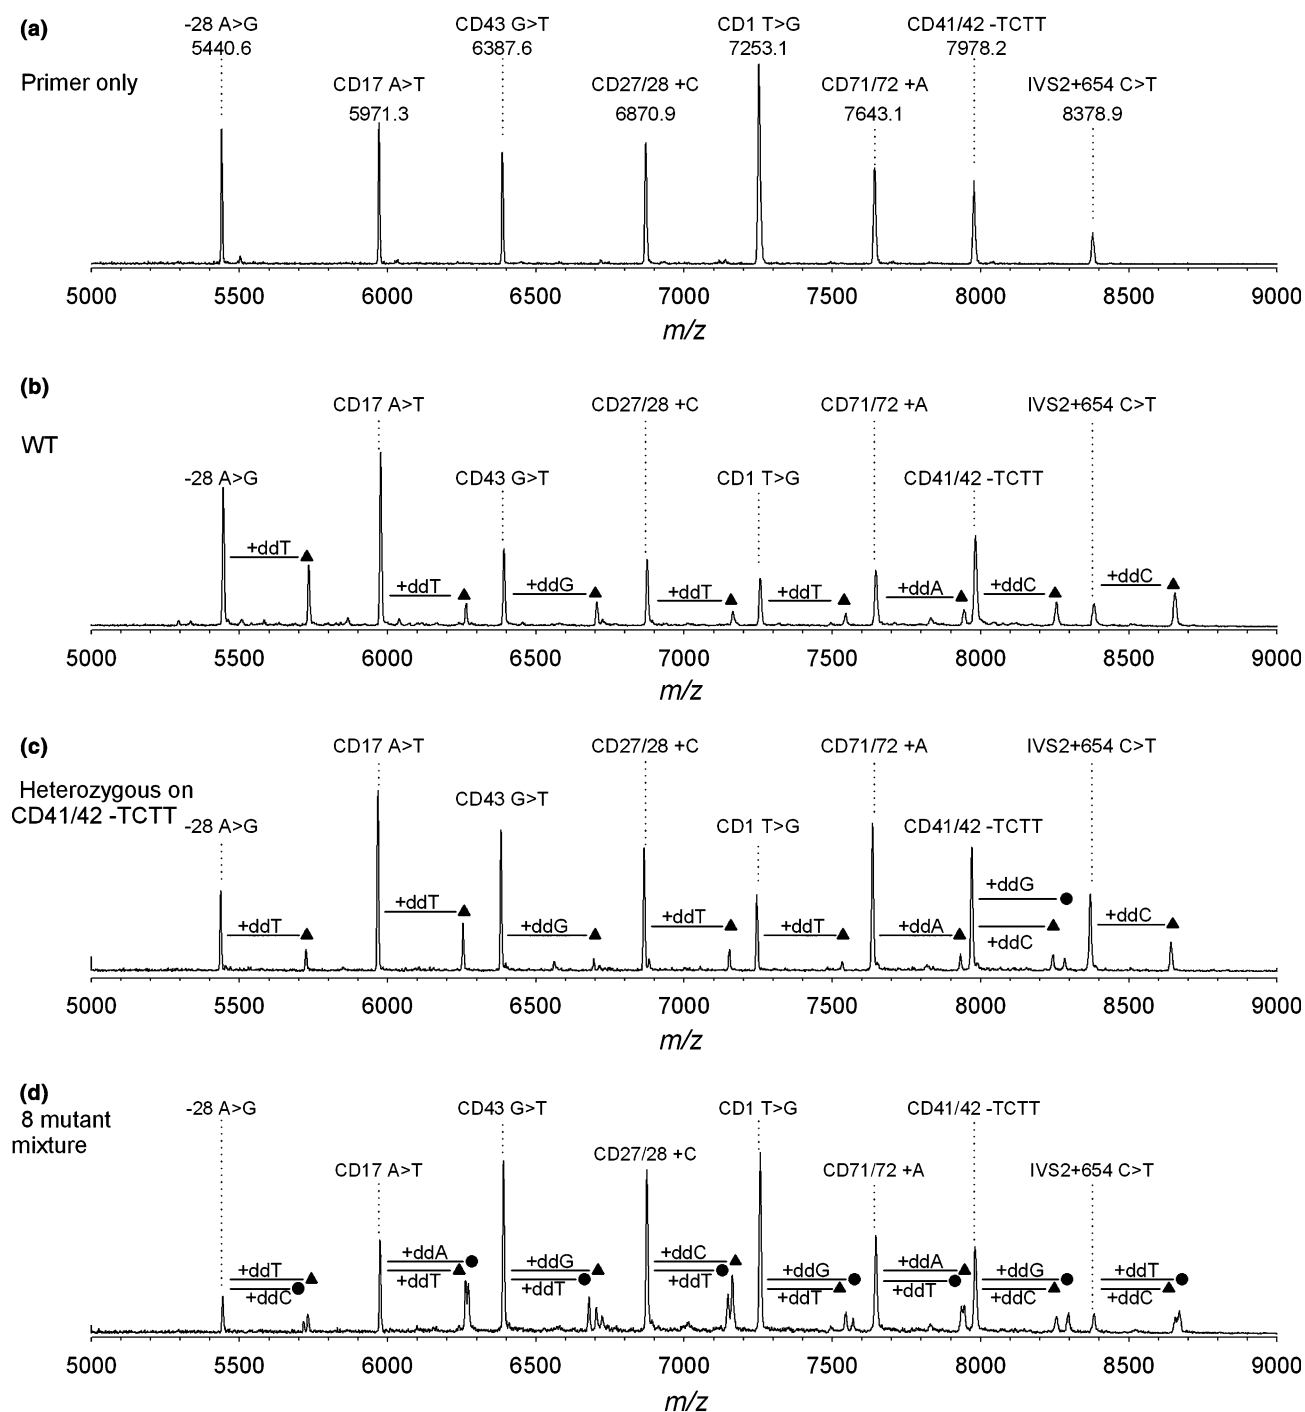 (a)
Primer only
-28 A>G
5440.6
CD43 G>T
6387.6
CD1 T>G
7253.1
CD41/42 -TCTT
7978.2
CD17 A>T
5971.3
CD27/28 +C
6870.9
CD71/72 +A
7643.1
IVS2+654 C>T
8378.9
5000 5500 6000 6500 7000 7500 8000 8500 9000
m/z
(b)
WT
CD17 A>T CD27/28 +C CD71/72 +A IVS2+654 C>T
-28 A>G CD43 G>T CD1 T>G CD41/42 -TCTT
+ddT +ddT +ddG +ddT +ddT +ddA +ddC +ddC
5000 5500 6000 6500 7000 7500 8000 8500 9000
m/z
(c)
Heterozygous on
CD41/42 -TCTT
CD17 A>T CD27/28 +C CD71/72 +A IVS2+654 C>T
CD43 G>T
-28 A>G CD1 T>G CD41/42 -TCTT
+ddG
+ddT +ddT +ddG +ddT +ddT +ddA +ddC +ddC
5000 5500 6000 6500 7000 7500 8000 8500 9000
m/z
(d)
8 mutant
mixture
-28 A>G CD43 G>T CD1 T>G CD41/42 -TCTT
CD27/28 +C
CD17 A>T CD71/72 +A IVS2+654 C>T
+ddT +ddA +ddG +ddC +ddG +ddA +ddG +ddT
+ddC +ddT +ddT +ddT +ddT +ddT +ddC +ddC
5000 5500 6000 6500 7000 7500 8000 8500 9000
m/z